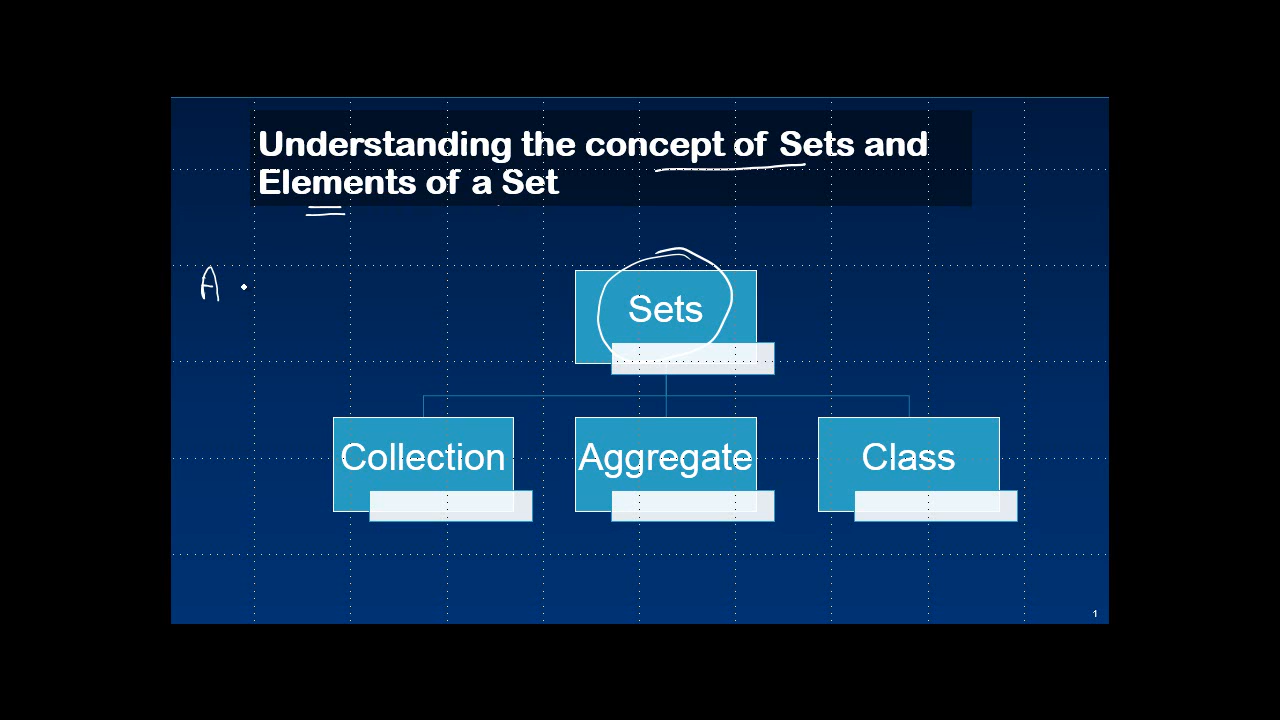 Understanding the concept of Sets and
Elements of a Set
A
Sets
Collection Aggregate Class
1